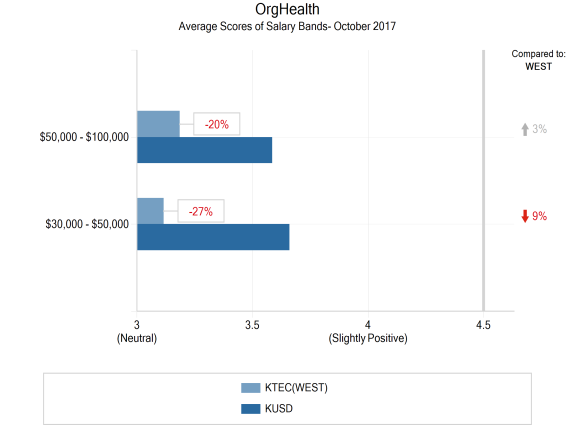 OrgHealth
Average Scores of Salary Bands- October 2017
Compared to:
WEST
$50,000 - $100,000
-20%
3%
$30,000 - $50,000
-27%
9%
3
3.5
4
4.5
(Neutral)
(Slightly Positive)
KTEC(WEST)
KUSD